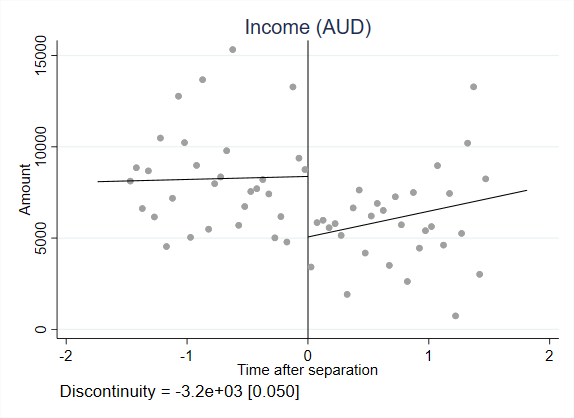 Income (AUD)
15000
10000
5000
0
Amount
-2 -1 0 1 2
Time after separation
Discontinuity = -3.2e+03 [0.050]